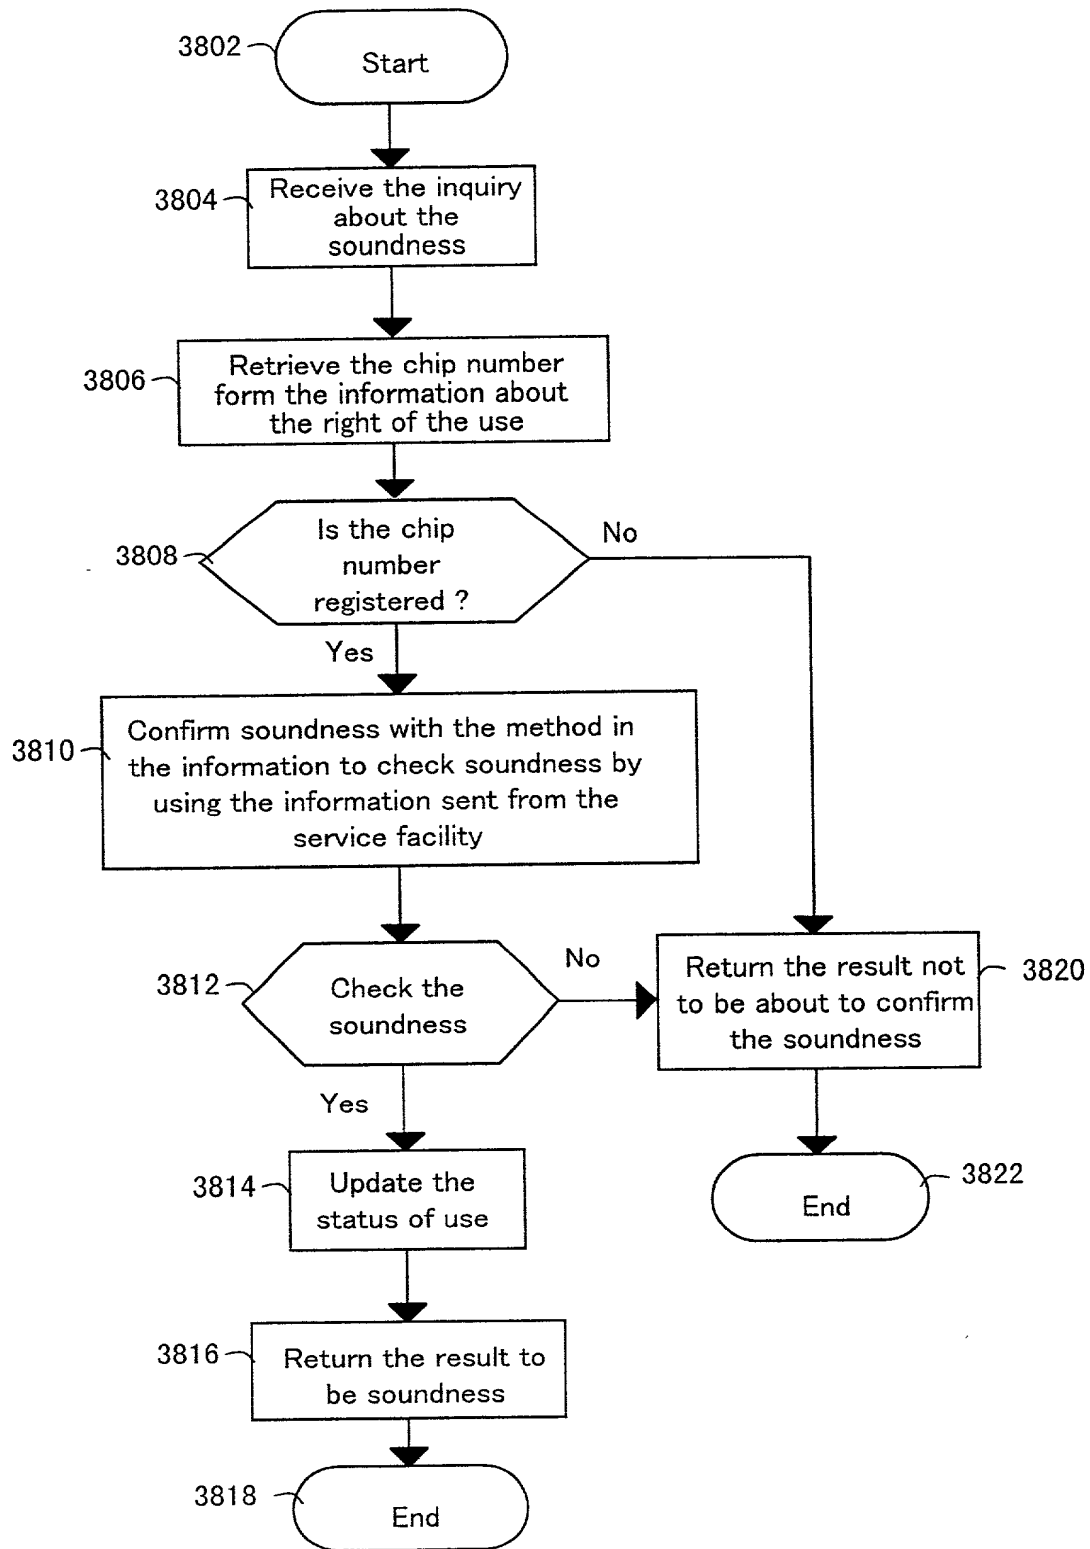 3802
Start
3804
Receive the inquiry
about the
soundness
3806
Retrieve the chip number
form the information about
the right of the use
3808
Is the chip
number
registered ?
No
Yes
3810
Confirm soundness with the method in
the information to check soundness by
using the information sent from the
service facility
3812
Check the
soundness
No
Yes
Return the result not
to be about to confirm
the soundness
3820
3814
Update the
status of use
End
3822
3816
Return the result to
be soundness
3818
End